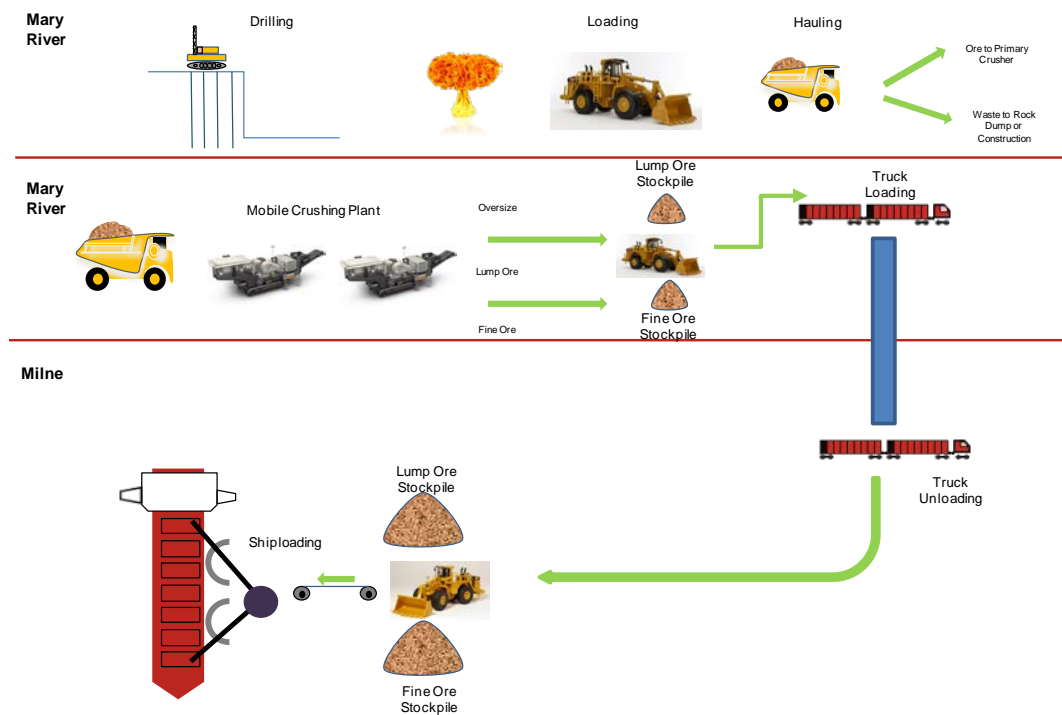 Mary
River
Drilling
Loading
Hauling
Ore to Primary
Crusher
Waste to Rock
Dump or
Construction
Mary
River
Mobile Crushing Plant
Oversize
Lump Ore
Fine Ore
Lump Ore
Stockpile
Fine Ore
Stockpile
Truck
Loading
Milne
Truck
Unloading
Lump Ore
Stockpile
Shiploading
Fine Ore
Stockpile